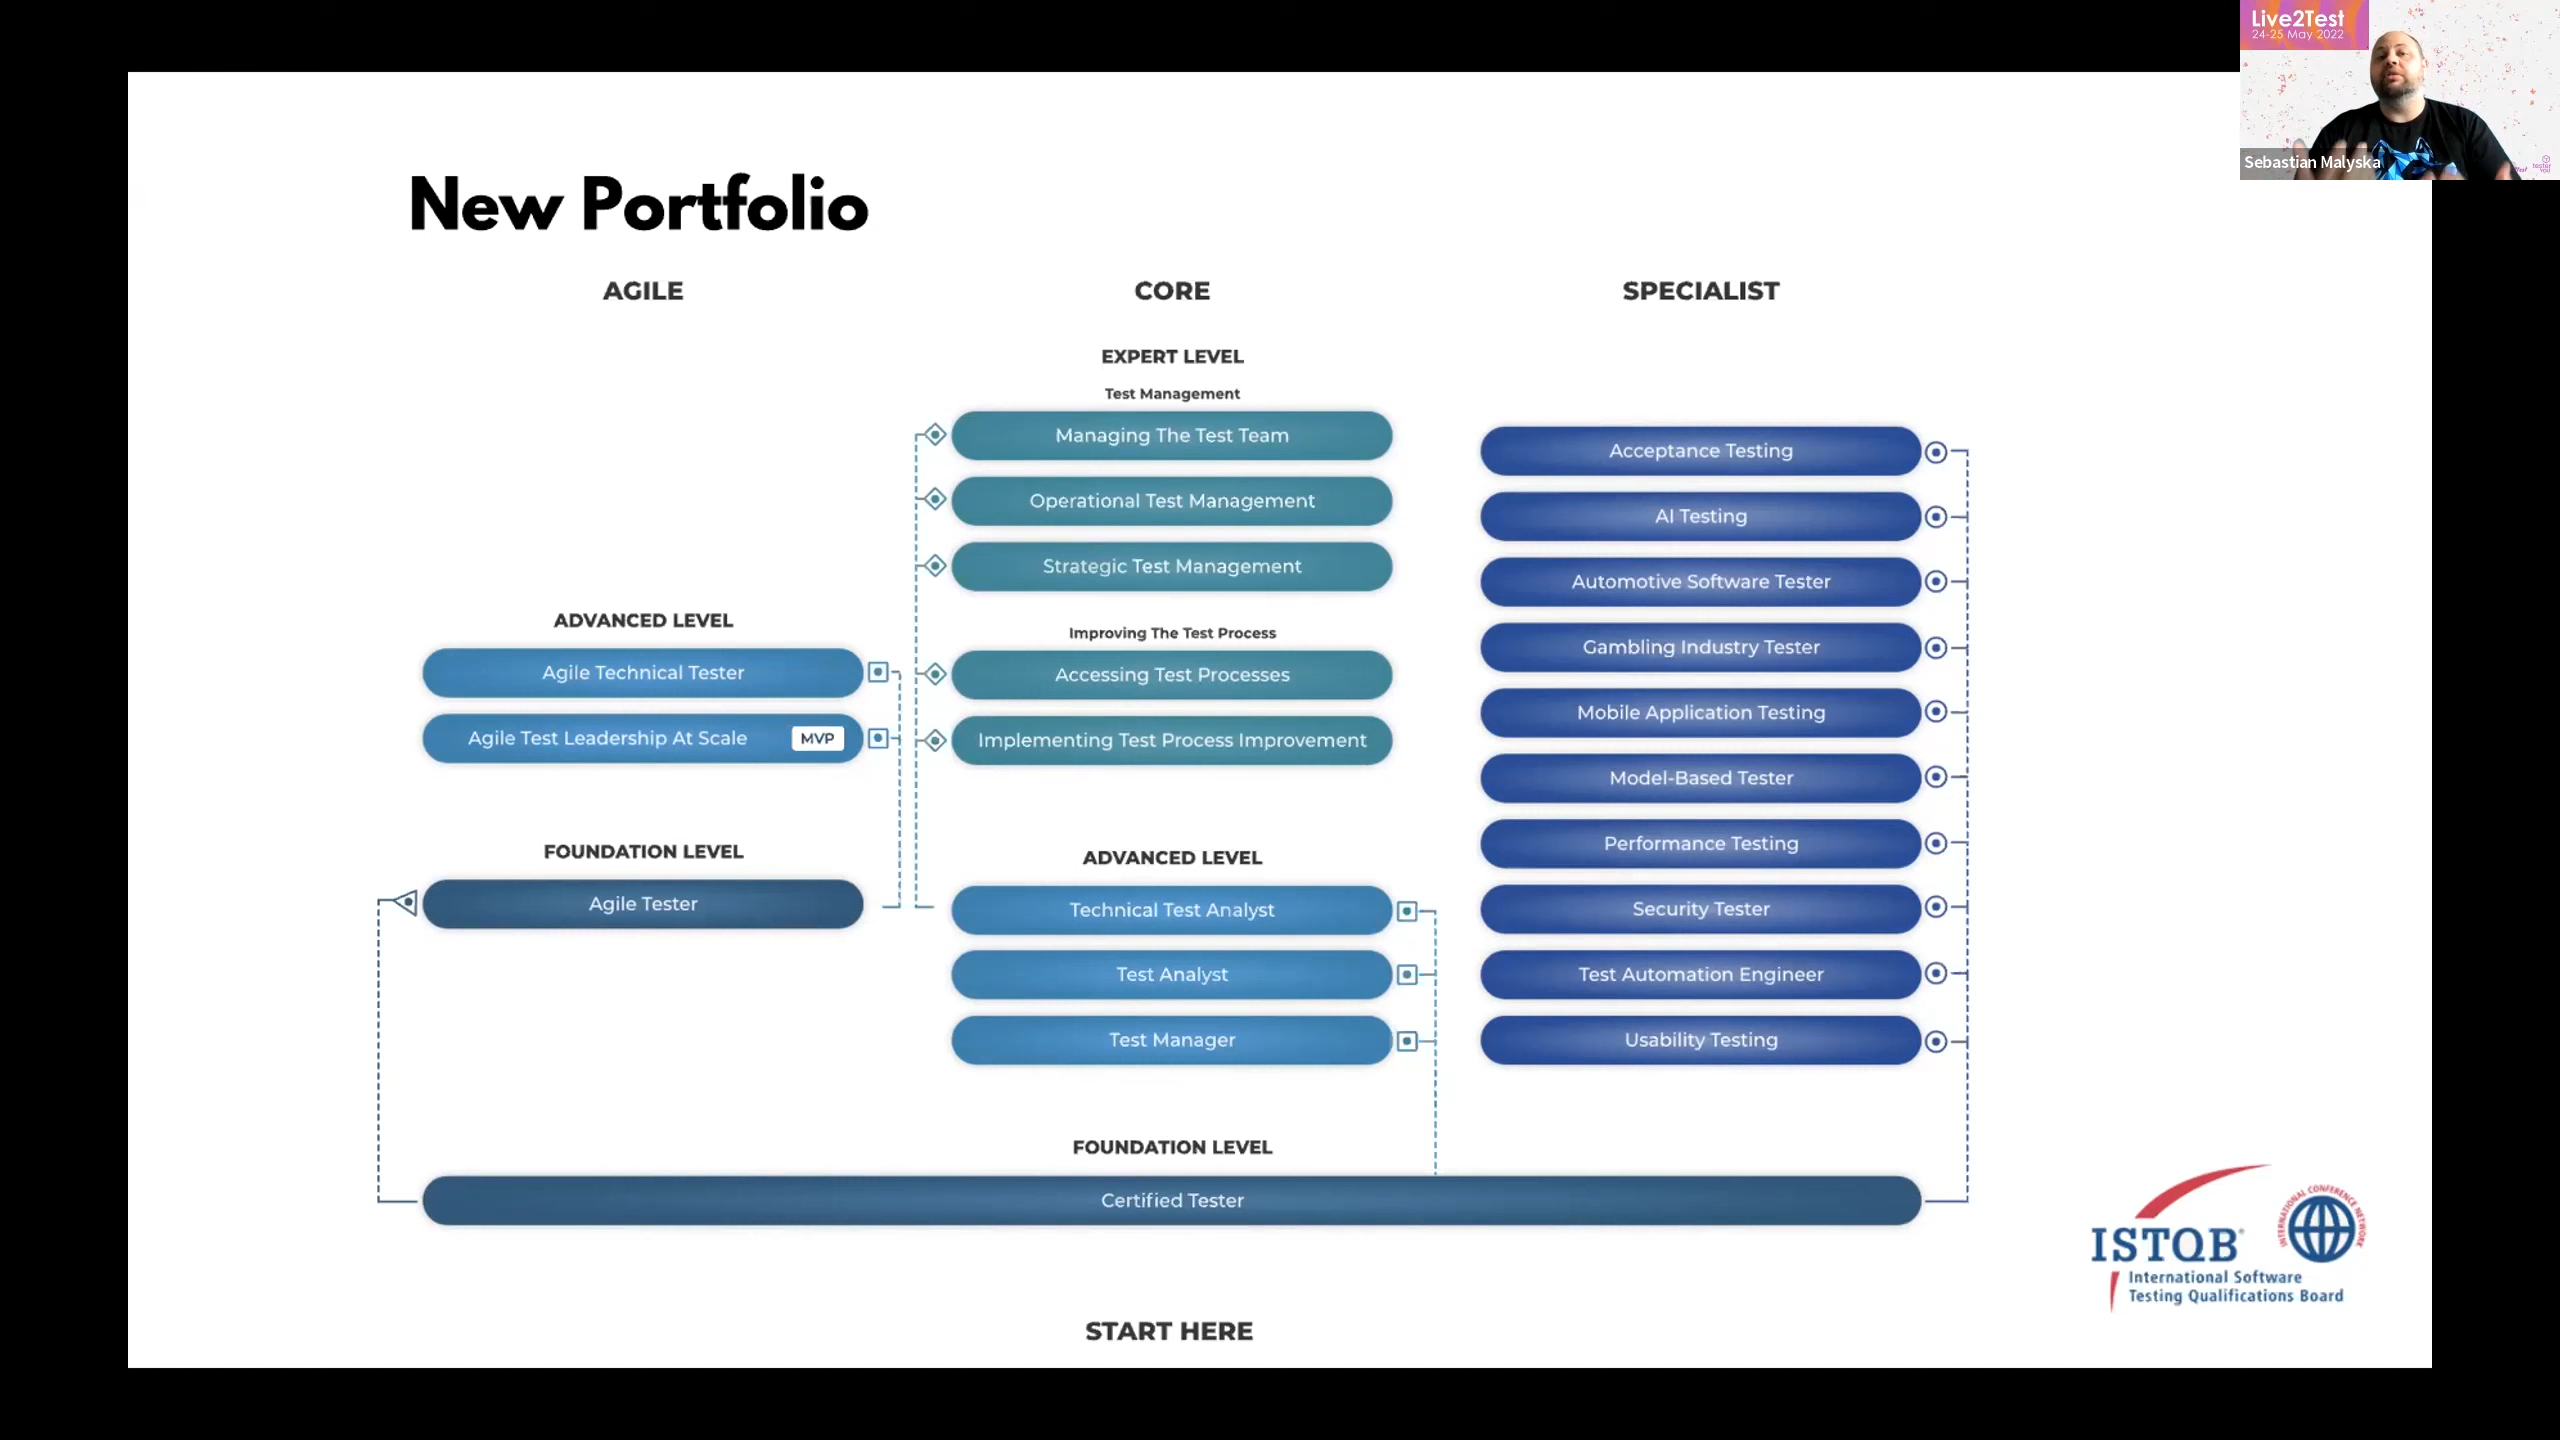 Live2Test
24-25 May 2022
Sebastian Malyska
New Portfolio
AGILE
CORE
SPECIALIST
EXPERT LEVEL
Test Management
Managing The Test Team
Operational Test Management
Strategic Test Management
Improving The Test Process
Accessing Test Processes
Implementing Test Process Improvement
ADVANCED LEVEL
Agile Technical Tester
Agile Test Leadership At Scale MVP
FOUNDATION LEVEL
Agile Tester
ADVANCED LEVEL
Technical Test Analyst
Test Analyst
Test Manager
Acceptance Testing
AI Testing
Automotive Software Tester
Gambling Industry Tester
Mobile Application Testing
Model-Based Tester
Performance Testing
Security Tester
Test Automation Engineer
Usability Testing
FOUNDATION LEVEL
Certified Tester
START HERE
ISTQB
International Software
Testing Qualifications Board
INTERNATIONAL CONFERENCE NETWORK